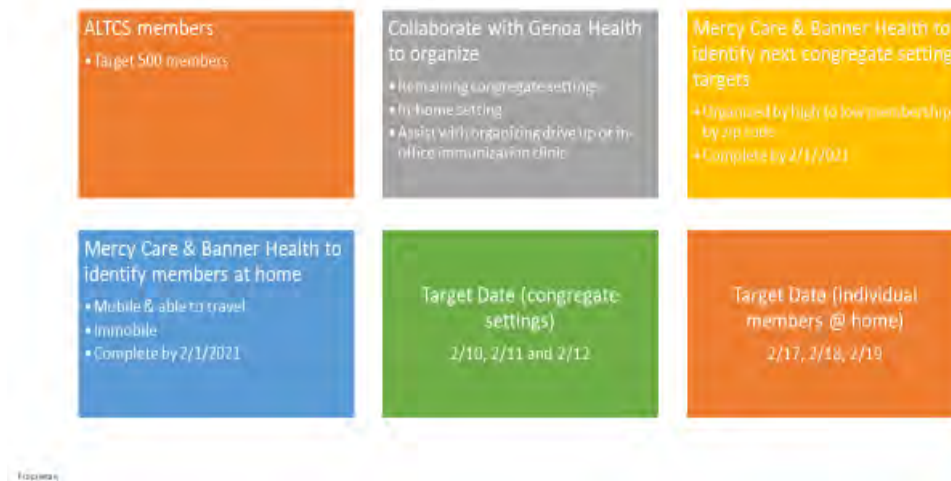 ALTCS members
• Target 500 members
Collaborate with Genoa Health
to organize
• Remaining congregate settings
• In-home setting
• Assist with organizing drive up or in-
office immunization clinic
Mercy Care & Banner Health to
identify next congregate setting
targets
• Organized by high to low membership
by zip code
• Complete by 2/1/2021
Mercy Care & Banner Health to
identify members at home
• Mobile & able to travel
• Immobile
• Complete by 2/1/2021
Target Date (congregate
settings)
2/10, 2/11 and 2/12
Target Date (individual
members @ home)
2/17, 2/18, 2/19
Proprietary